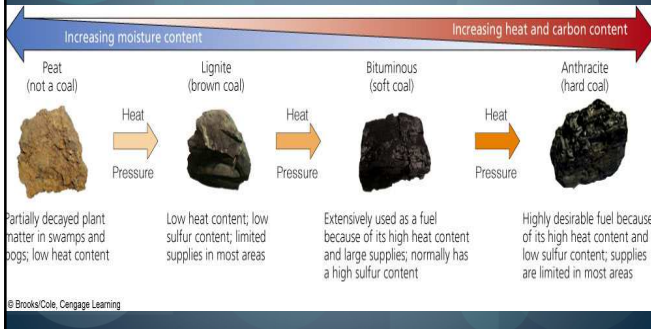 Increasing moisture content
Increasing heat and carbon content
Peat
(not a coal)
Lignite
(brown coal)
Bituminous
(soft coal)
Anthracite
(hard coal)
Heat
Pressure
Heat
Pressure
Heat
Pressure
Partially decayed plant
matter in swamps and
bogs; low heat content
Low heat content; low
sulfur content; limited
supplies in most areas
Extensively used as a fuel
because of its high heat content
and large supplies; normally has
a high sulfur content
Highly desirable fuel because
of its high heat content and
low sulfur content; supplies
are limited in most areas
© Brooks/Cole, Cengage Learning